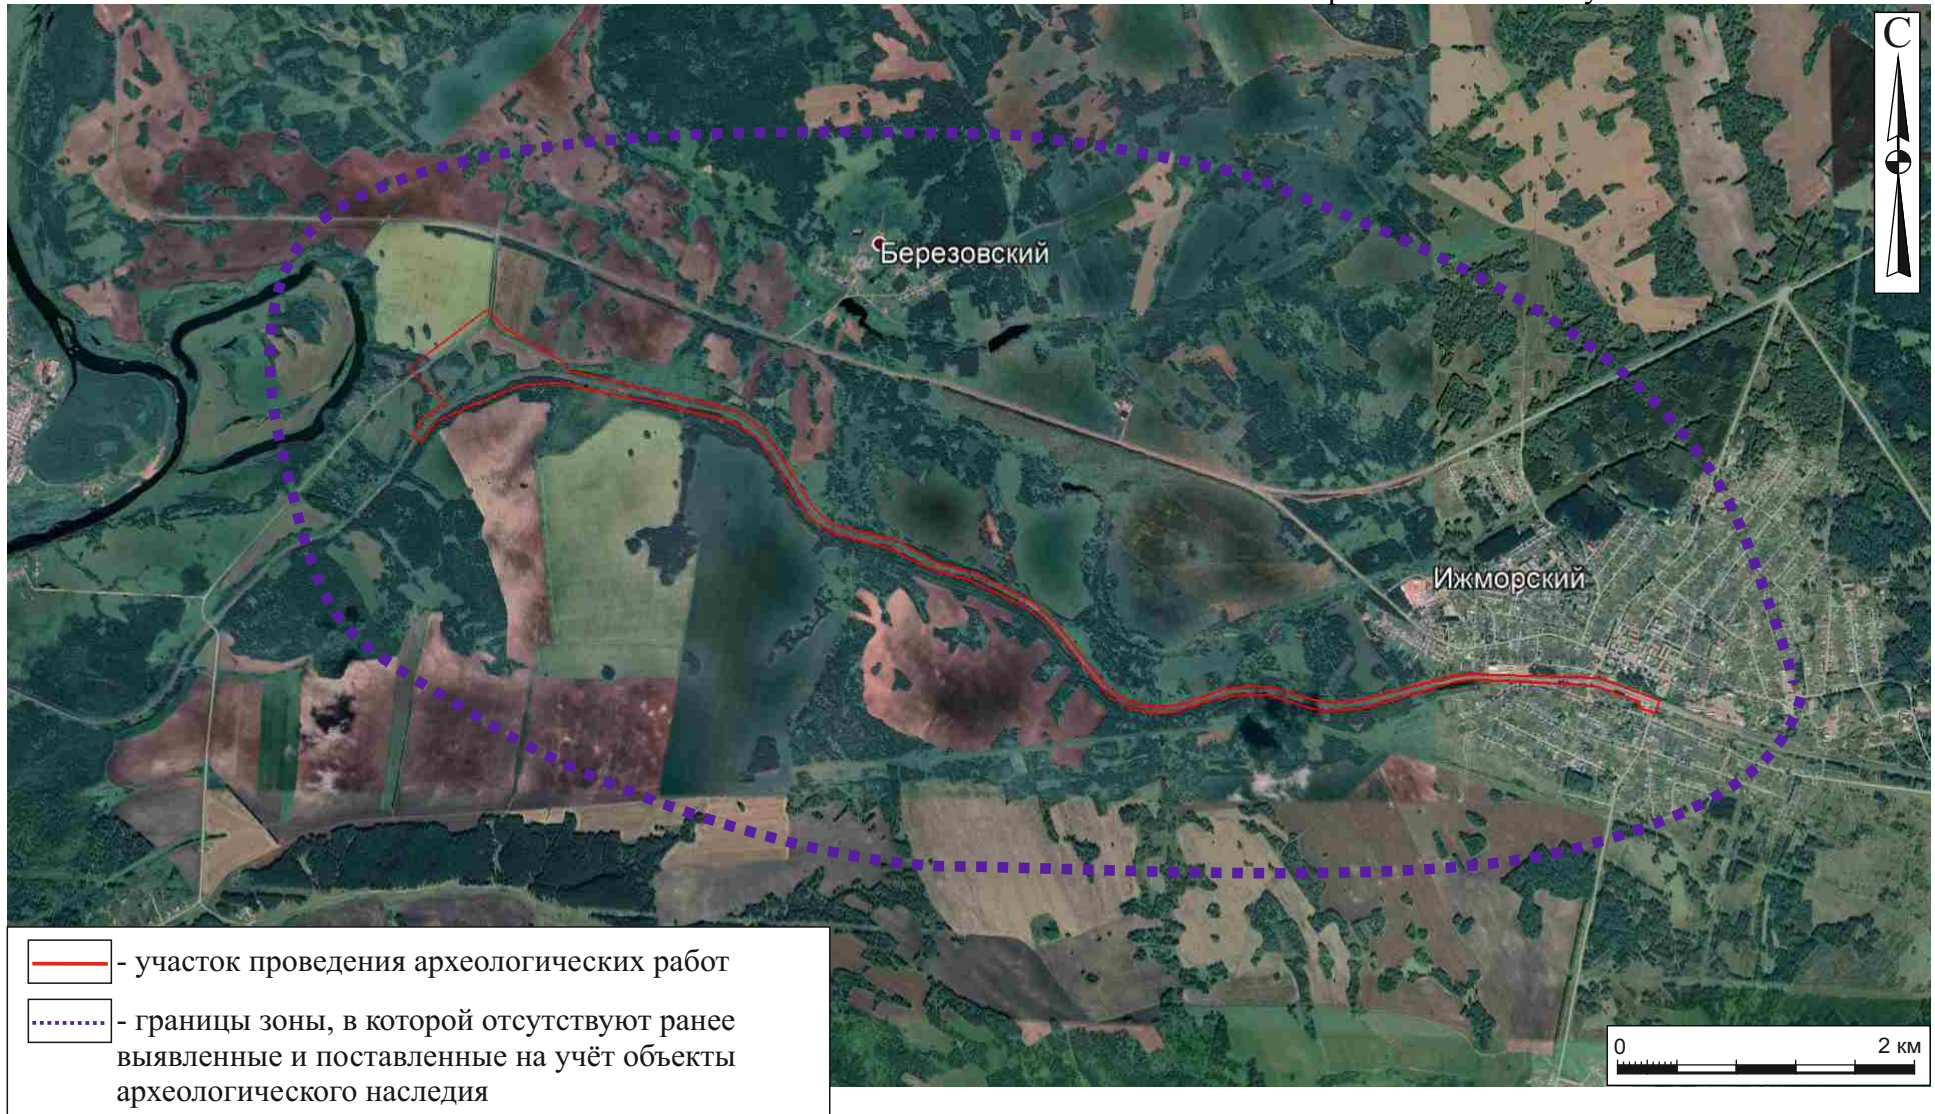 С
Березовский
Ижморский
- участок проведения археологических работ
- границы зоны, в которой отсутствуют ранее
выявленные и поставленные на учёт объекты
археологического наследия
0 2 км